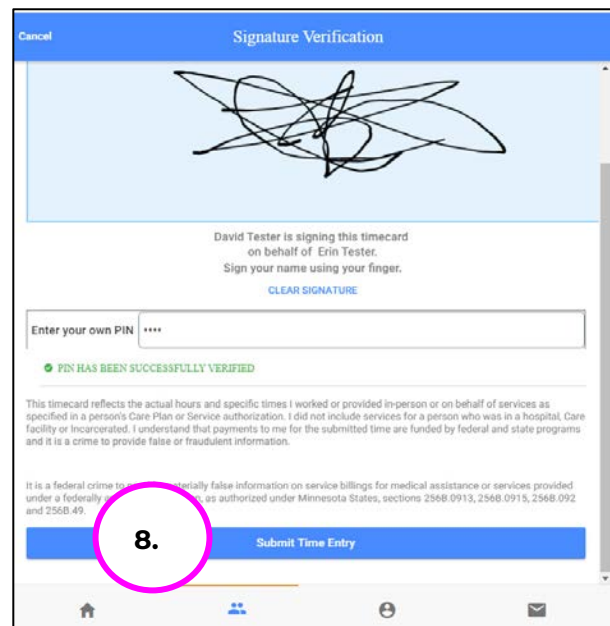 Cancel
Signature Verification
David Tester is signing this timecard
on behalf of Erin Tester.
Sign your name using your finger.
CLEAR SIGNATURE
Enter your own PIN ••••
PIN HAS BEEN SUCCESSFULLY VERIFIED
This timecard reflects the actual hours and specific times I worked or provided in-person or on behalf of services as
specified in a person's Care Plan or Service authorization. I did not include services for a person who was in a hospital, Care
facility or Incarcerated. I understand that payments to me for the submitted time are funded by federal and state programs
and it is a crime to provide false or fraudulent information.
It is a federal crime to materially false information on service billings for medical assistance or services provided
under a federally as authorized under Minnesota States, sections 256B.0913, 256B.0915, 256B.092
and 256B.49.
8.
Submit Time Entry